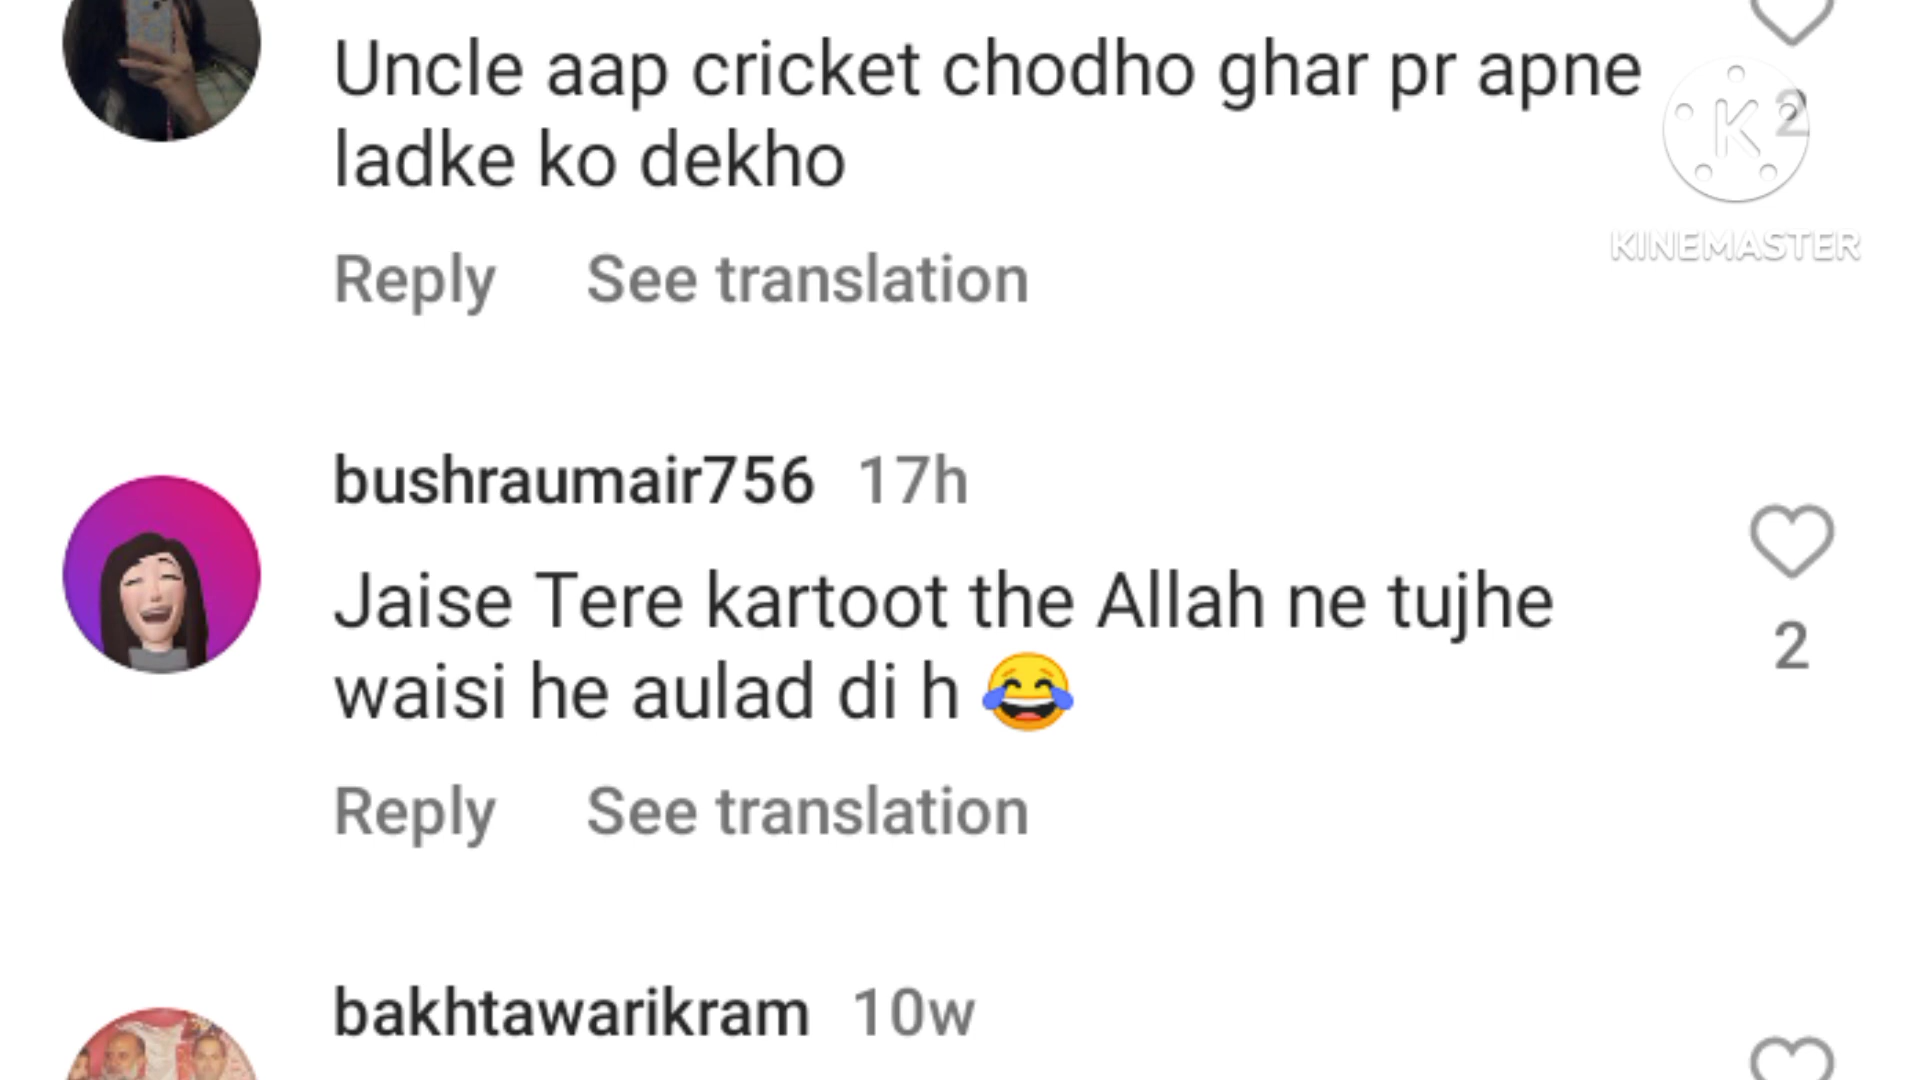 Uncle aap cricket chodho ghar pr apne
2
ladke ko dekho
K
KINEMASTER
Reply See translation
bushraumair756 17h
Jaise Tere kartoot the Allah ne tujhe
waisi he aulad di h 😂
2
Reply See translation
bakhtawarikram 10w